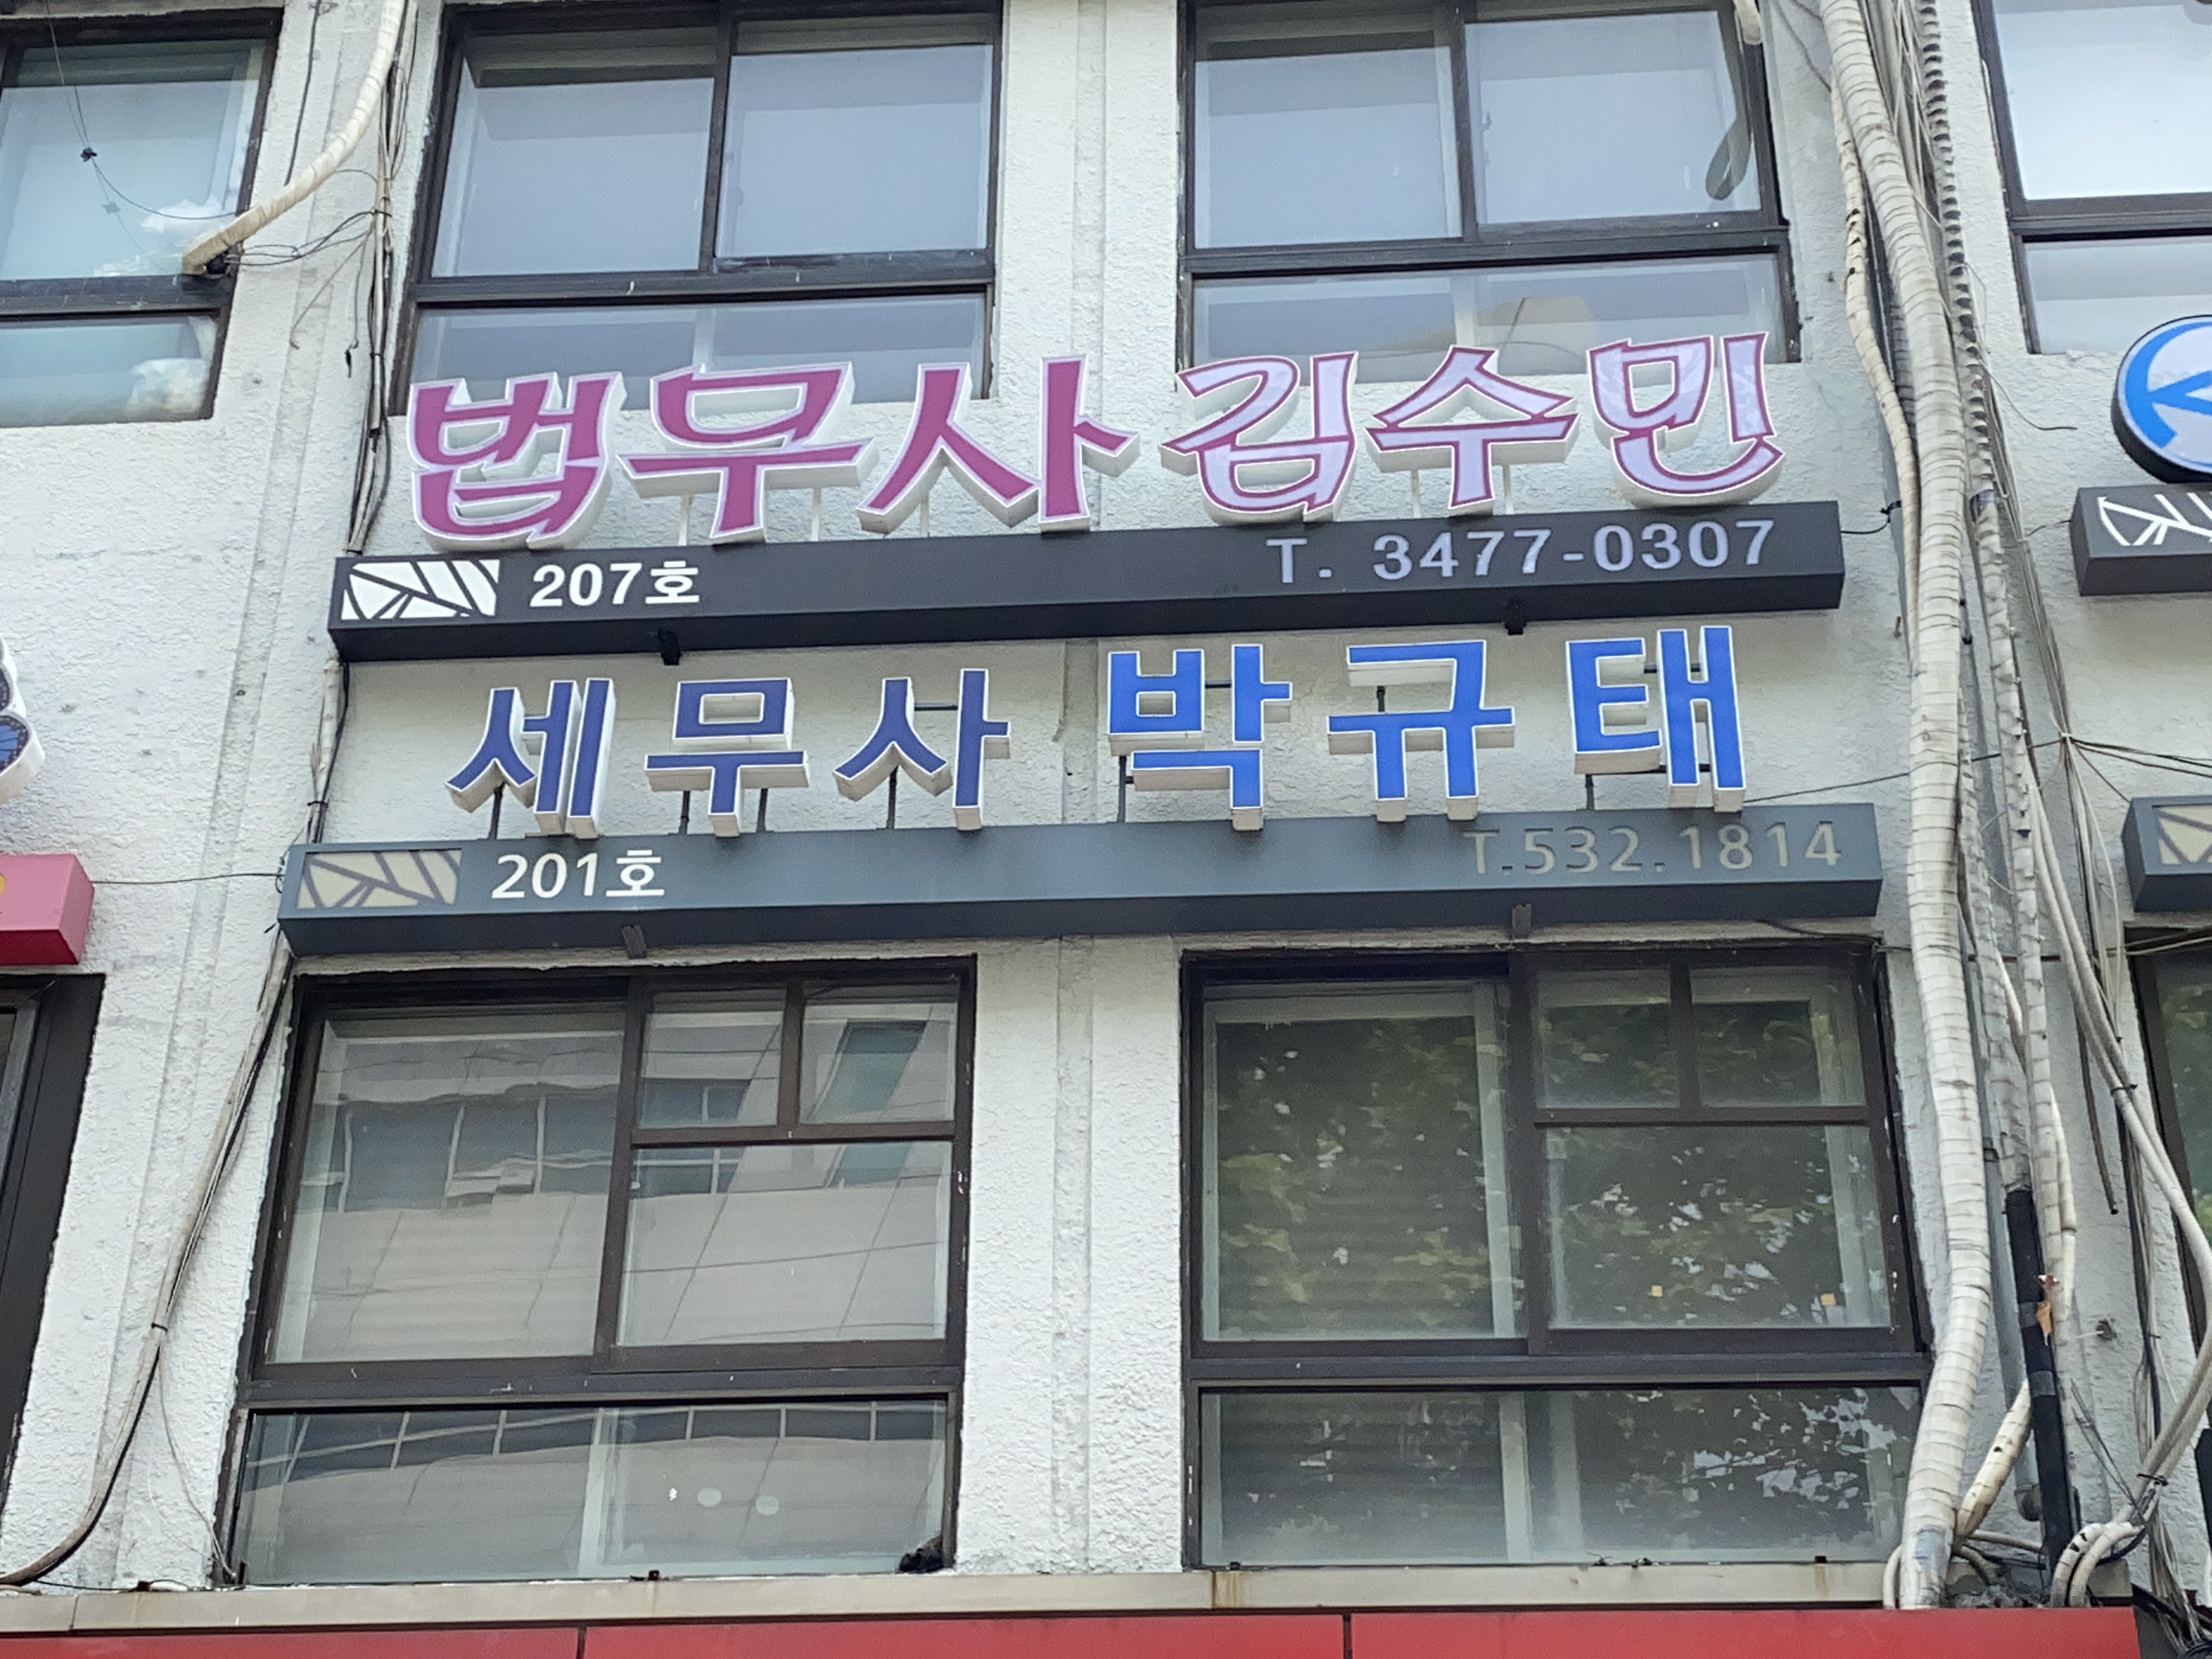 법무사 김수민
207호 T. 3477-0307
세무사 박규태
201호 T.532.1814